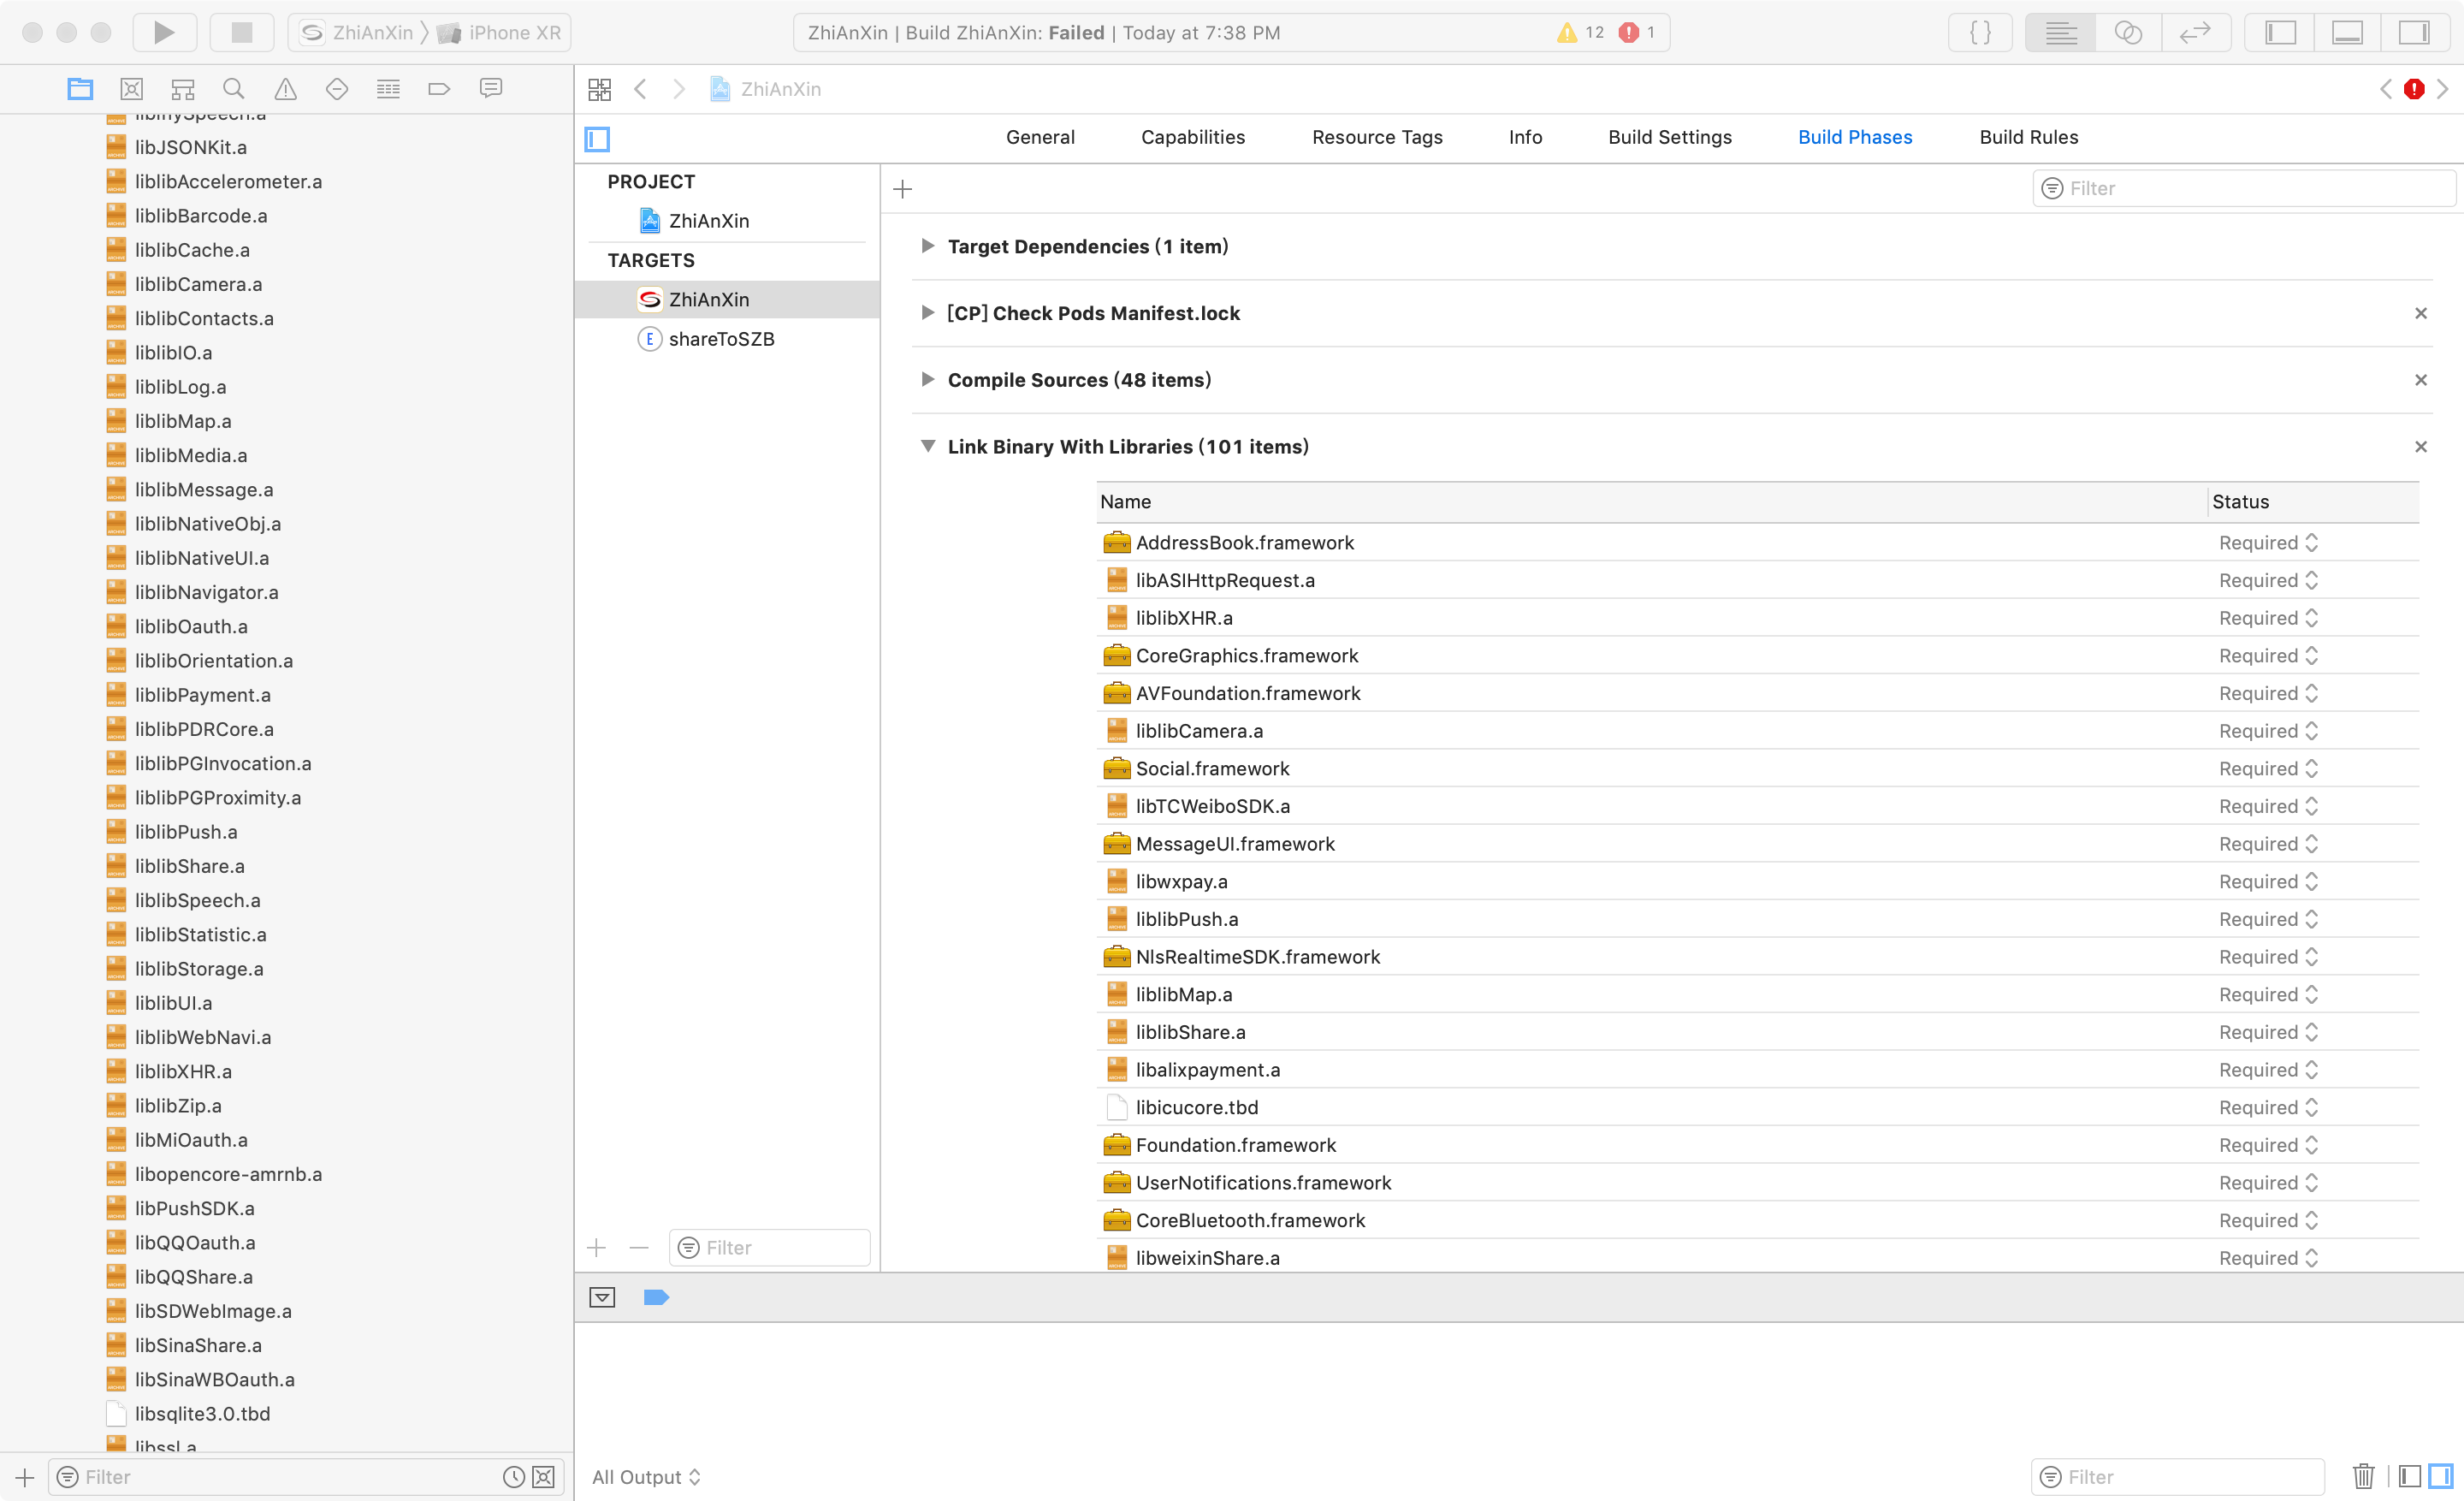 ZhiAnXin
iPhone XR
ZhiAnXin | Build ZhiAnXin: Failed | Today at 7:38 PM
12
1
libJSONKit.a
liblibAccelerometer.a
liblibBarcode.a
liblibCache.a
liblibCamera.a
liblibContacts.a
liblibIO.a
liblibLog.a
liblibMap.a
liblibMedia.a
liblibMessage.a
liblibNativeObj.a
liblibNativeUI.a
liblibNavigator.a
liblibOauth.a
liblibOrientation.a
liblibPayment.a
liblibPDRCore.a
liblibPGInvocation.a
liblibPGProximity.a
liblibPush.a
liblibShare.a
liblibSpeech.a
liblibStatistic.a
liblibStorage.a
liblibUI.a
liblibWebNavi.a
liblibXHR.a
liblibZip.a
libMiOauth.a
libopencore-amrnb.a
libPushSDK.a
libQQOauth.a
libQQShare.a
libSDWebImage.a
libSinaShare.a
libSinaWBOauth.a
libsqlite3.0.tbd
libssl.a
Filter
ZhiAnXin
General Capabilities Resource Tags Info Build Settings Build Phases Build Rules
PROJECT
ZhiAnXin
TARGETS
ZhiAnXin
E shareToSZB
Filter
Filter
Target Dependencies (1 item)
[CP] Check Pods Manifest.lock
Compile Sources (48 items)
Link Binary With Libraries (101 items)
Name Status
AddressBook.framework Required
libASIHttpRequest.a Required
liblibXHR.a Required
CoreGraphics.framework Required
AVFoundation.framework Required
liblibCamera.a Required
Social.framework Required
libTCWeiboSDK.a Required
MessageUI.framework Required
libwxpay.a Required
liblibPush.a Required
NlsRealtimeSDK.framework Required
liblibMap.a Required
liblibShare.a Required
libalixpayment.a Required
libicucore.tbd Required
Foundation.framework Required
UserNotifications.framework Required
CoreBluetooth.framework Required
libweixinShare.a Required
All Output
Filter